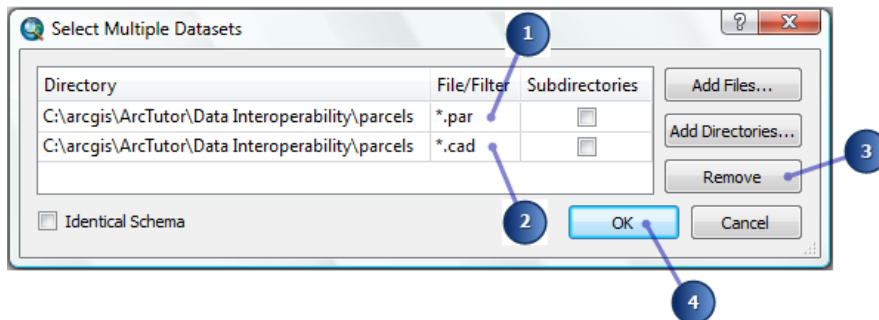 Select Multiple Datasets
1
Directory File/Filter Subdirectories
C:\arcgis\ArcTutor\Data Interoperability\parcels *.par
C:\arcgis\ArcTutor\Data Interoperability\parcels *.cad
Add Files...
Add Directories...
Remove
3
Identical Schema
2
OK
Cancel
4